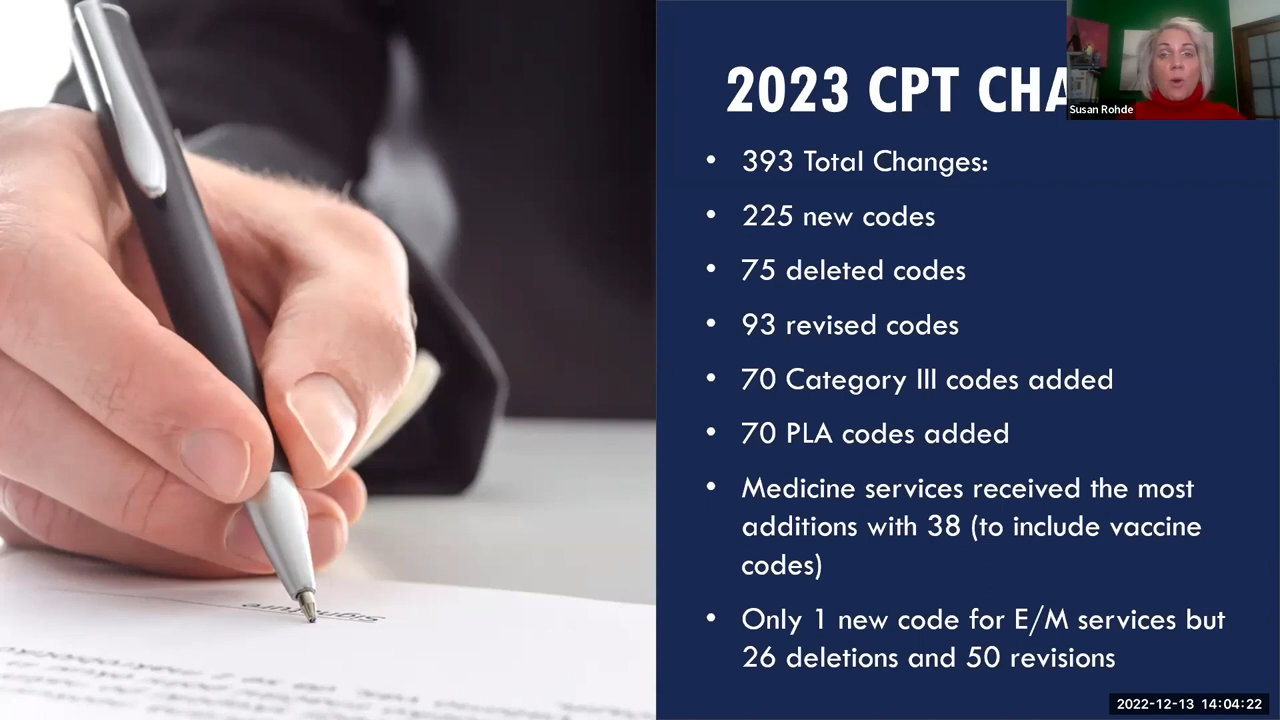 2023 CPT CHA
Susan Rohde
• 393 Total Changes:
• 225 new codes
• 75 deleted codes
• 93 revised codes
• 70 Category III codes added
• 70 PLA codes added
• Medicine services received the most
additions with 38 (to include vaccine
codes)
• Only 1 new code for E/M services but
26 deletions and 50 revisions
signature
2022-12-13 14:04:22